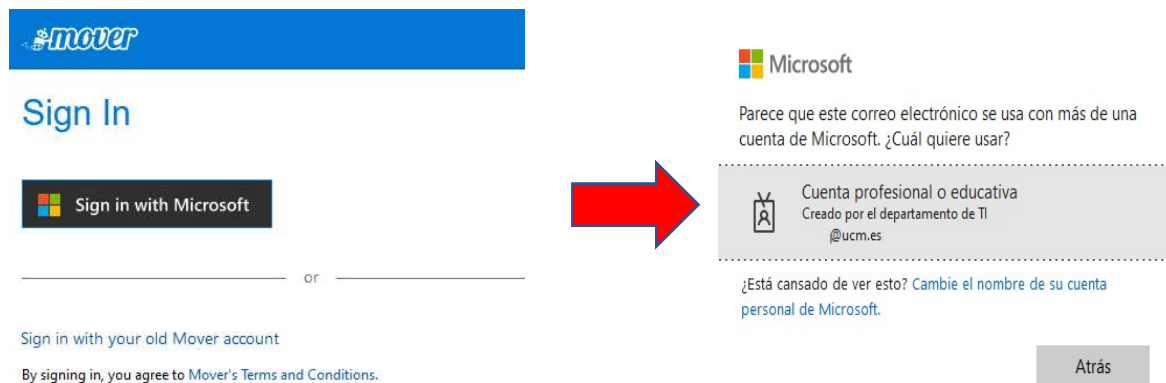 mover
Sign In
Sign in with Microsoft
or
Sign in with your old Mover account
By signing in, you agree to Mover's Terms and Conditions.
Microsoft
Parece que este correo electrónico se usa con más de una
cuenta de Microsoft. ¿Cuál quiere usar?
Cuenta profesional o educativa
Creado por el departamento de TI
@ucm.es
¿Está cansado de ver esto? Cambie el nombre de su cuenta
personal de Microsoft.
Atrás